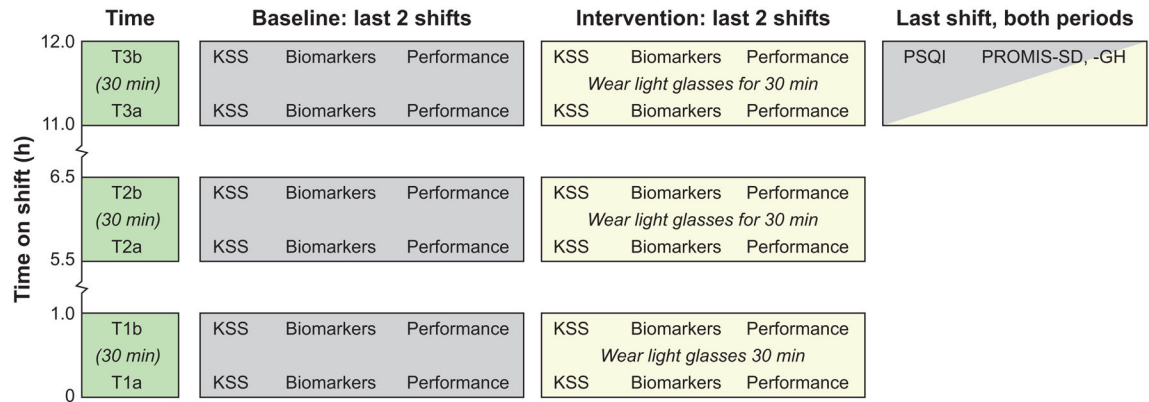 Time Baseline: last 2 shifts Intervention: last 2 shifts Last shift, both periods
12.0 T3b KSS Biomarkers Performance KSS Biomarkers Performance PSQI PROMIS-SD, -GH
(30 min) Wear light glasses for 30 min
T3a KSS Biomarkers Performance KSS Biomarkers Performance
11.0
6.5 T2b KSS Biomarkers Performance KSS Biomarkers Performance
(30 min) Wear light glasses for 30 min
T2a KSS Biomarkers Performance KSS Biomarkers Performance
5.5
1.0 T1b KSS Biomarkers Performance KSS Biomarkers Performance
(30 min) Wear light glasses 30 min
T1a KSS Biomarkers Performance KSS Biomarkers Performance
0
Time on shift (h)